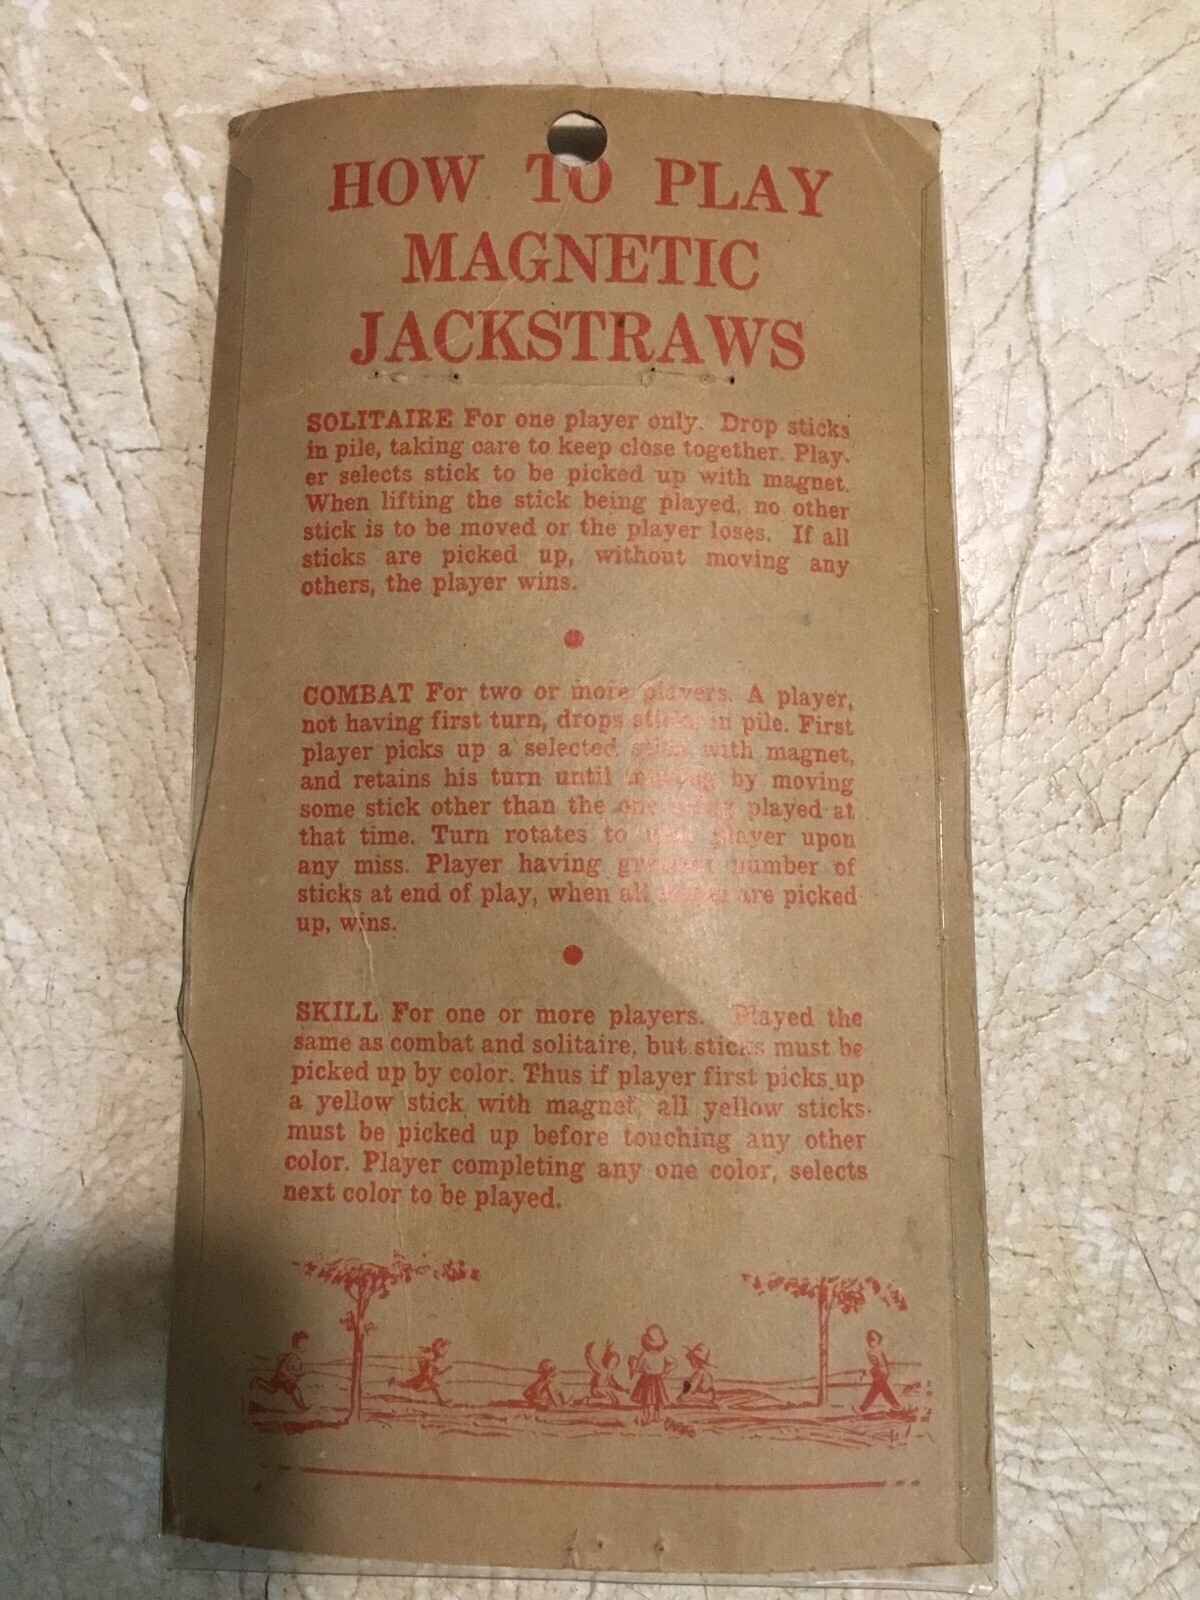 HOW TO PLAY
MAGNETIC
JACKSTRAWS
SOLITAIRE For one player only. Drop sticks
in pile, taking care to keep close together. Play-
er selects stick to be picked up with magnet.
When lifting the stick being played, no other
stick is to be moved or the player loses. If all
sticks are picked up, without moving any
others, the player wins.
COMBAT For two or more players. A player,
not having first turn, drops sticks in pile. First
player picks up a selected stick with magnet,
and retains his turn until missing by moving
some stick other than the one being played at
that time. Turn rotates to next player upon
any miss. Player having greatest number of
sticks at end of play, when all are picked
up, wins.
SKILL For one or more players. Played the
same as combat and solitaire, but sticks must be
picked up by color. Thus if player first picks up
a yellow stick with magnet, all yellow sticks
must be picked up before touching any other
color. Player completing any one color, selects
next color to be played.